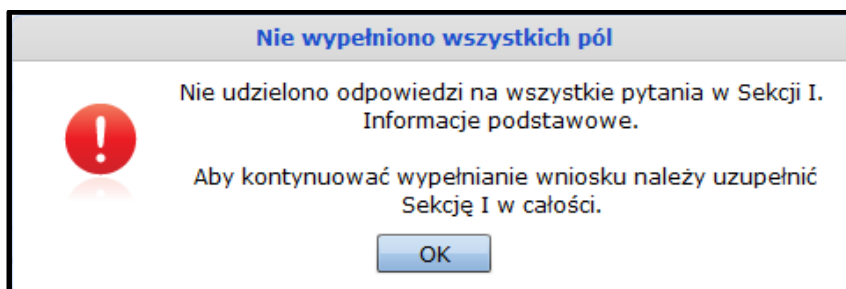 Nie wypełniono wszystkich pól
Nie udzielono odpowiedzi na wszystkie pytania w Sekcji I.
Informacje podstawowe.
Aby kontynuować wypełnianie wniosku należy uzupełnić
Sekcję I w całości.
OK